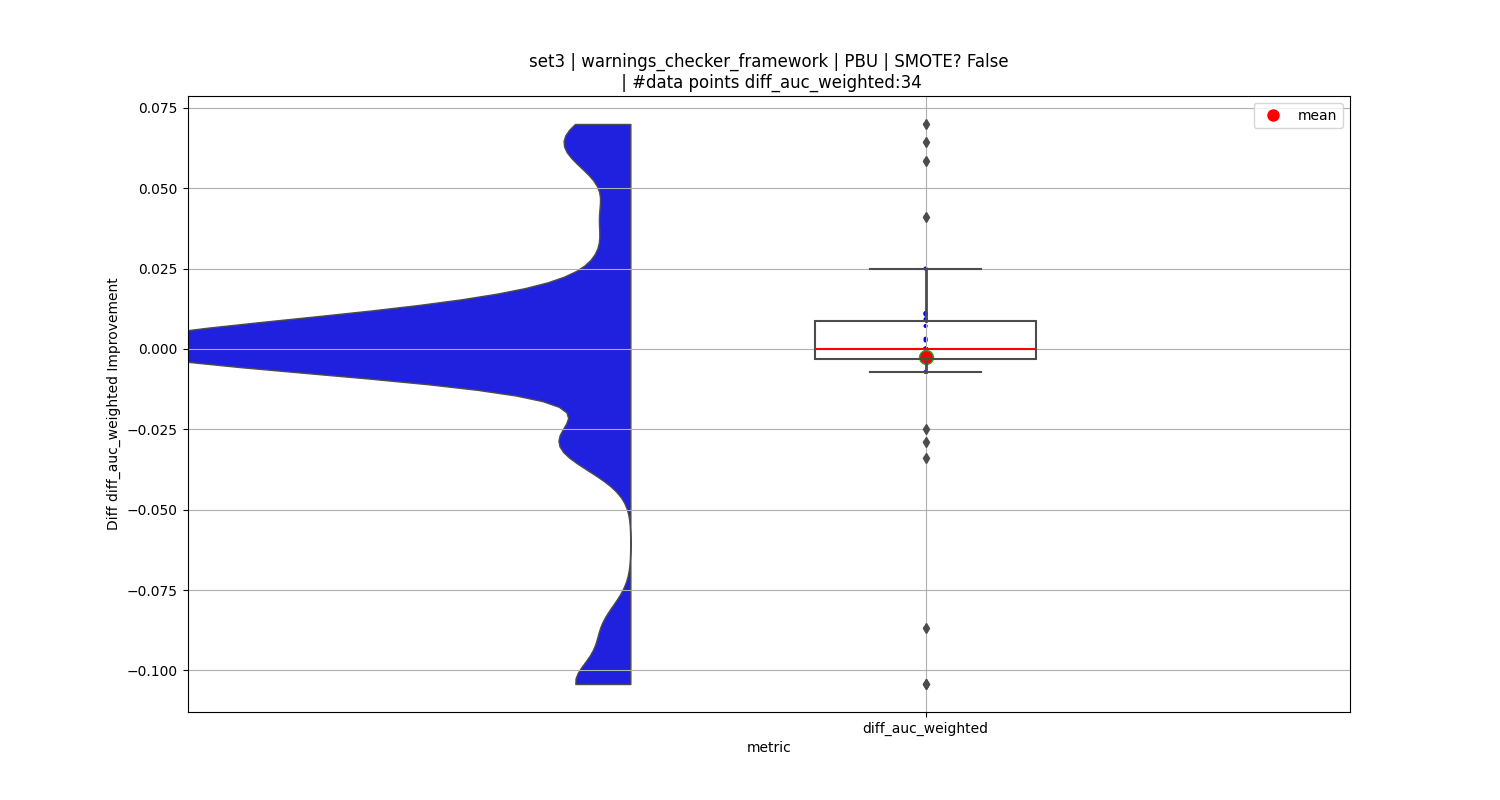 set3 | warnings_checker_framework | PBU | SMOTE? False
| #data points diff_auc_weighted:34
mean
0.075
0.050
0.025
0.000
−0.025
−0.050
−0.075
−0.100
Diff diff_auc_weighted Improvement
diff_auc_weighted
metric